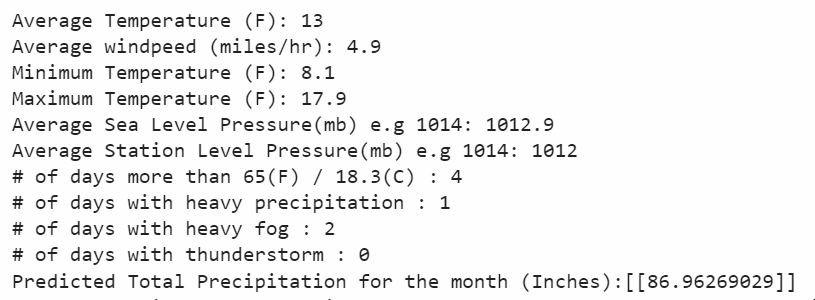 Average Temperature (F): 13
Average windpeed (miles/hr): 4.9
Minimum Temperature (F): 8.1
Maximum Temperature (F): 17.9
Average Sea Level Pressure(mb) e.g 1014: 1012.9
Average Station Level Pressure(mb) e.g 1014: 1012
# of days more than 65(F) / 18.3(C) : 4
# of days with heavy precipitation : 1
# of days with heavy fog : 2
# of days with thunderstorm : 0
Predicted Total Precipitation for the month (Inches):[[86.96269029]]